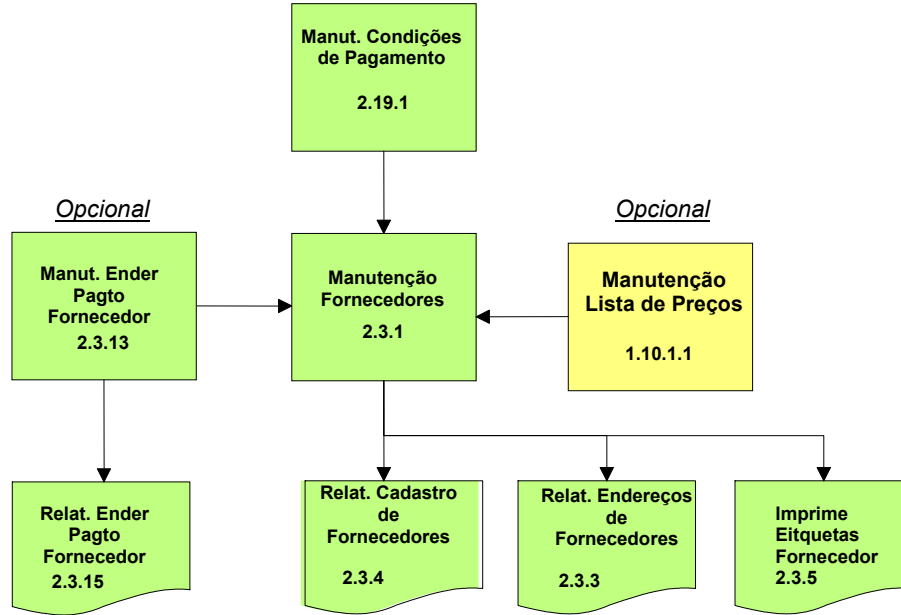 Manut. Condições
de Pagamento
2.19.1
Opcional
Opcional
Manut. Ender
Pagto
Fornecedor
2.3.13
Manutenção
Fornecedores
2.3.1
Manutenção
Lista de Preços
1.10.1.1
Relat. Ender
Pagto
Fornecedor
2.3.15
Relat. Cadastro
de
Fornecedores
2.3.4
Relat. Endereços
de
Fornecedores
2.3.3
Imprime
Eitquetas
Fornecedor
2.3.5